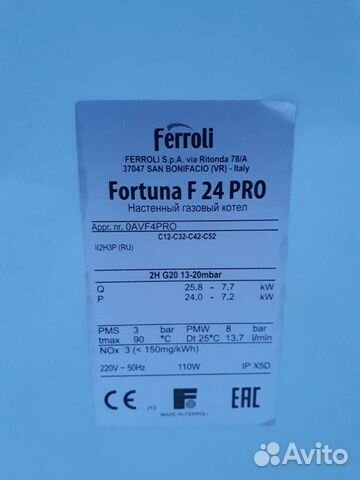 Ferroli
FERROLI S.p.A. via Ritonda 78/A
37047 SAN BONIFACIO (VR) - Italy
Fortuna F 24 PRO
Настенный газовый котел
Appr. nr. 0AVF4PRO
C12-C32-C42-C52
II2H3P (RU)
2H G20 13-20mbar
Q 25.8 - 7.7 kW
P 24.0 - 7.2 kW
PMS 3 bar PMW 8 bar
tmax 90 °C Dt 25°C 13.7 l/min
NOx 3 (< 150mg/kWh)
220V ~ 50Hz 110W IP X5D
CE J13 F EAC
MADE IN FERROLI
Avito